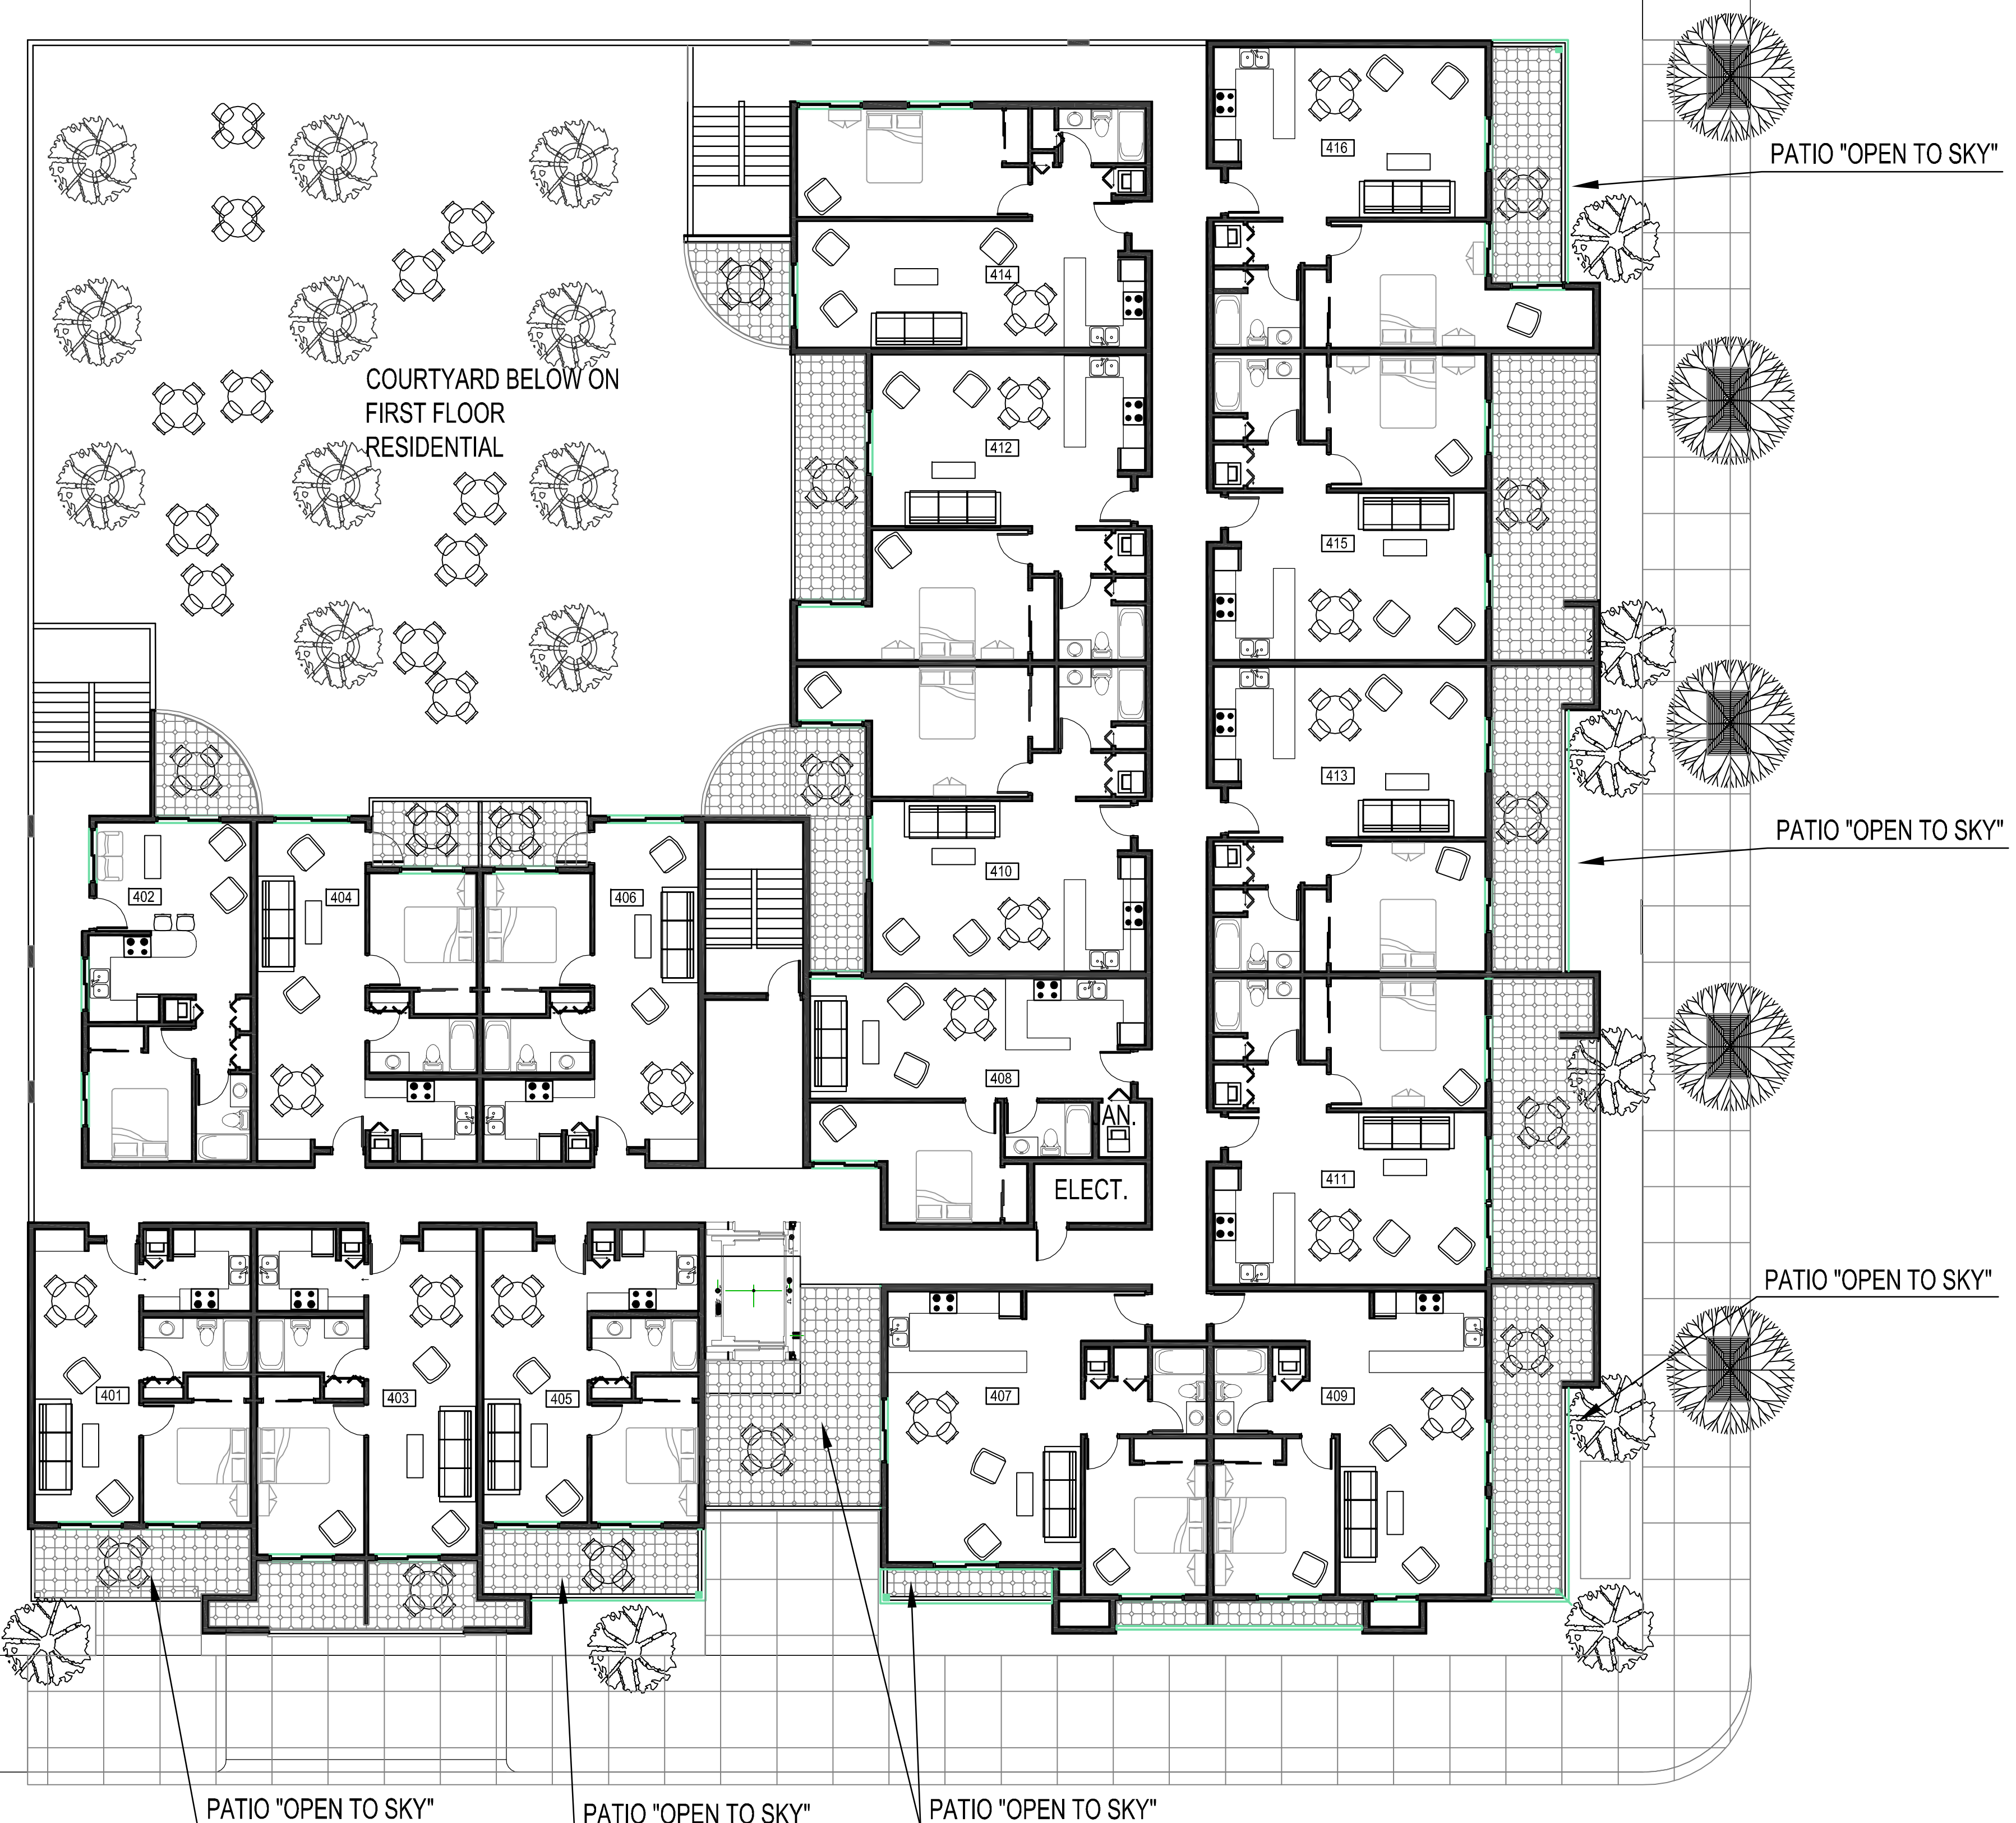 416
PATIO "OPEN TO SKY"
414
COURTYARD BELOW ON
FIRST FLOOR
RESIDENTIAL
412
415
413
PATIO "OPEN TO SKY"
410
402
404
406
408
AN.
411
ELECT.
PATIO "OPEN TO SKY"
401
403
405
407
409
PATIO "OPEN TO SKY"
PATIO "OPEN TO SKY"
PATIO "OPEN TO SKY"